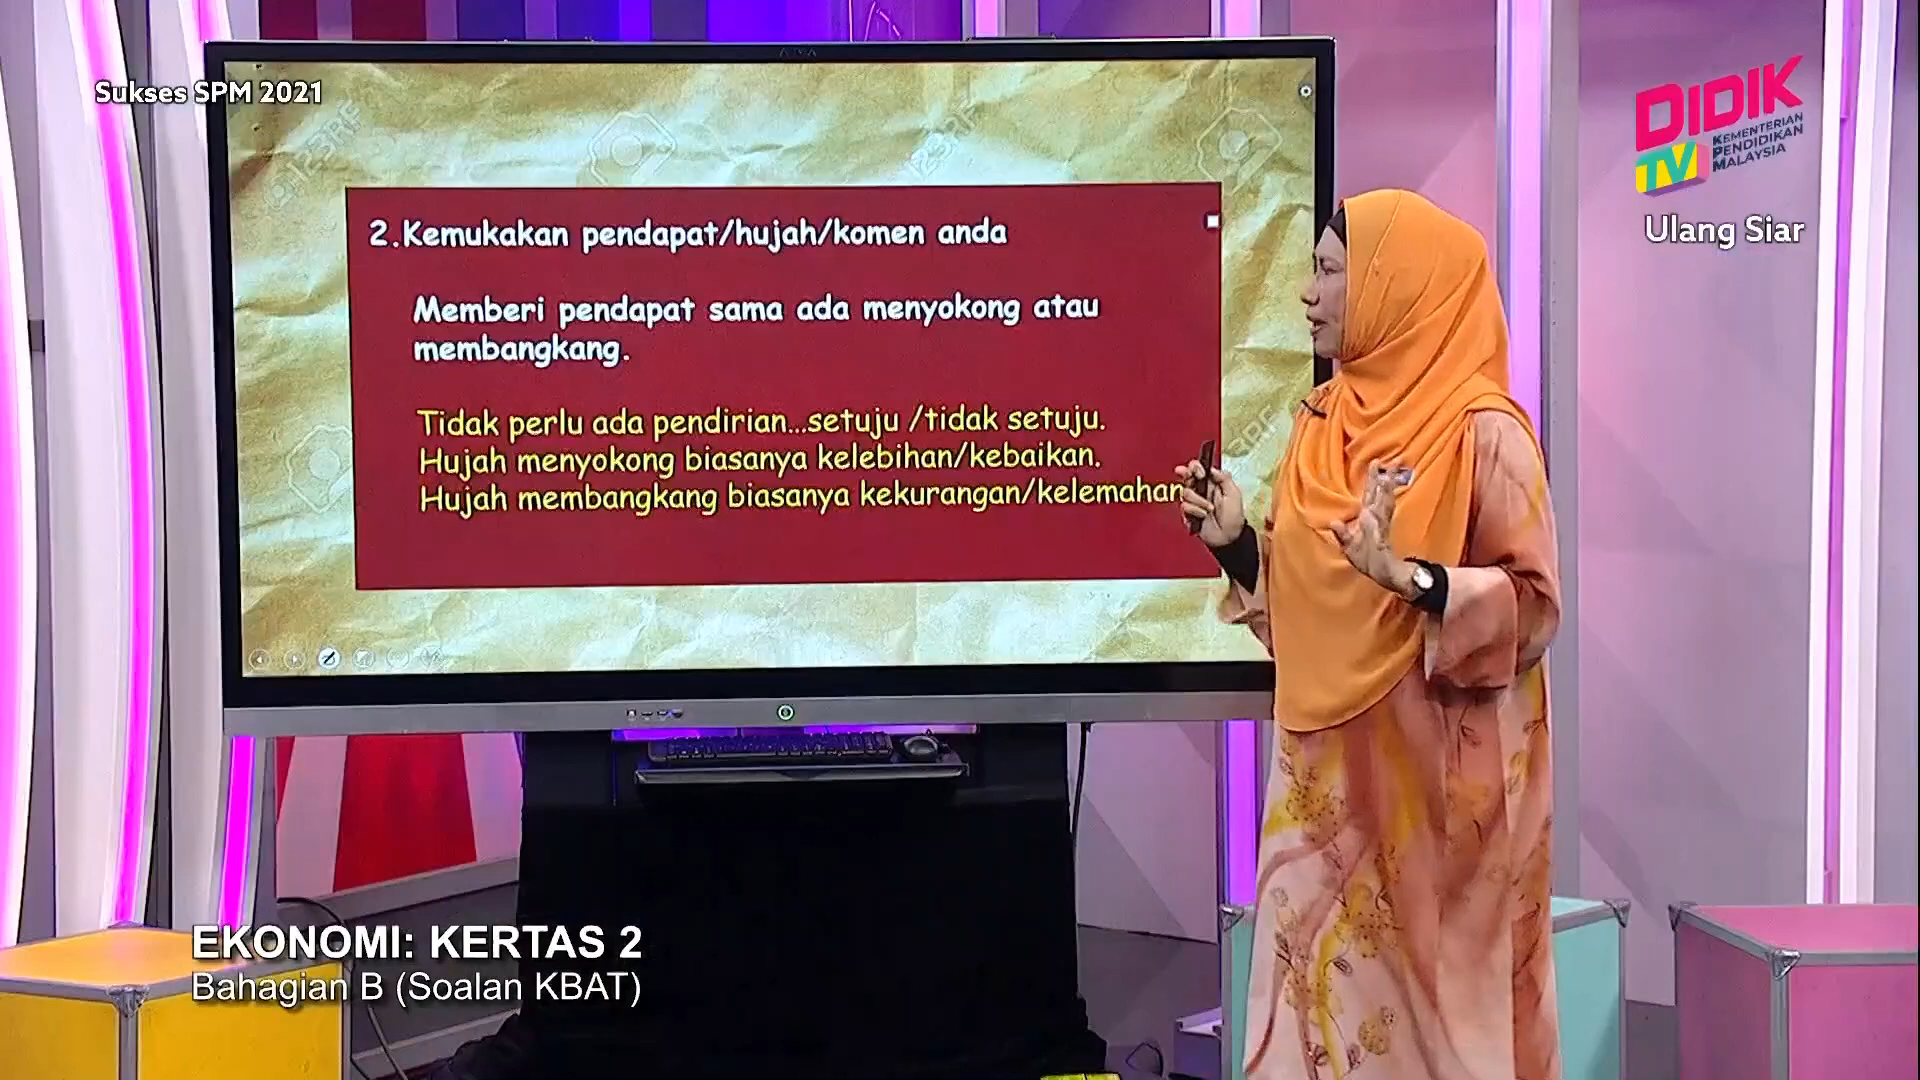 Sukses SPM 2021
DIDIK
TV
KEMENTERIAN
PENDIDIKAN
MALAYSIA
Ulang Siar
123RF
123RF
2.Kemukakan pendapat/hujah/komen anda
Memberi pendapat sama ada menyokong atau
membangkang.
Tidak perlu ada pendirian...setuju /tidak setuju.
Hujah menyokong biasanya kelebihan/kebaikan.
Hujah membangkang biasanya kekurangan/kelemahan
EKONOMI: KERTAS 2
Bahagian B (Soalan KBAT)